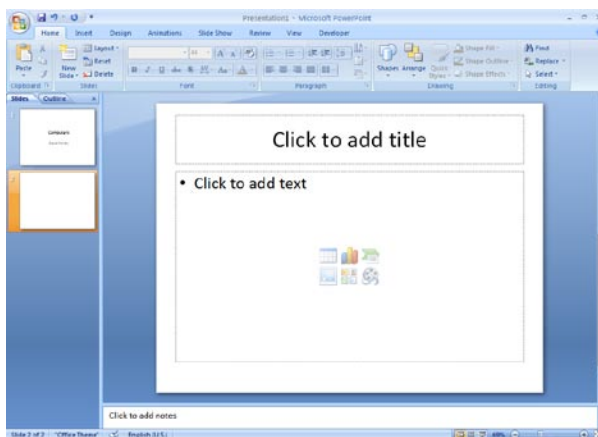 Presentation1 - Microsoft PowerPoint
Home Insert Design Animations Slide Show Review View Developer
Paste New Slide Layout Reset Delete Shapes Arrange Quick Styles Shape Fill Shape Outline Shape Effects Find Replace Select
Clipboard Slides Font Paragraph Drawing Editing
Slides Outline x
Click to add title
• Click to add text
2
Click to add notes
Slide 2 of 2 "Office Theme" English (U.S.)